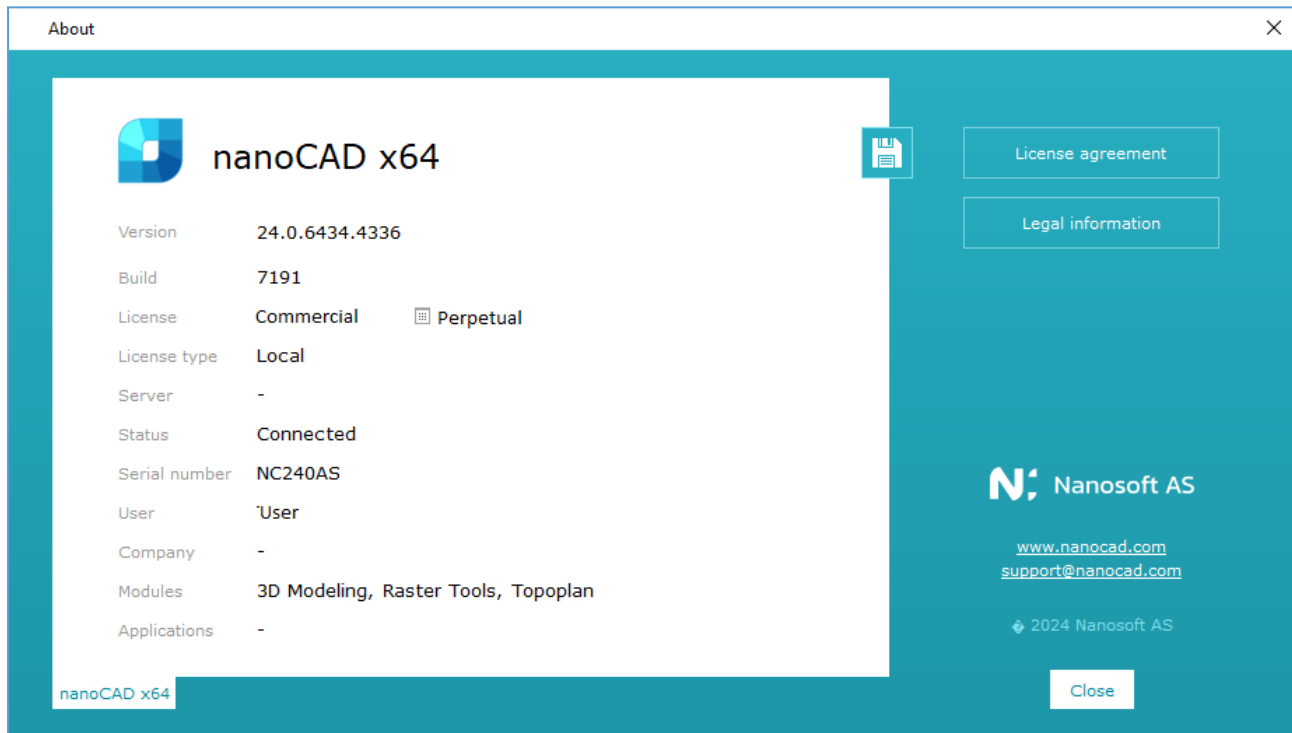 About
nanoCAD x64
Version 24.0.6434.4336
Build 7191
License Commercial Perpetual
License type Local
Server -
Status Connected
Serial number NC240AS
User User
Company -
Modules 3D Modeling, Raster Tools, Topoplan
Applications -
nanoCAD x64
License agreement
Legal information
Nanosoft AS
www.nanocad.com
support@nanocad.com
� 2024 Nanosoft AS
Close